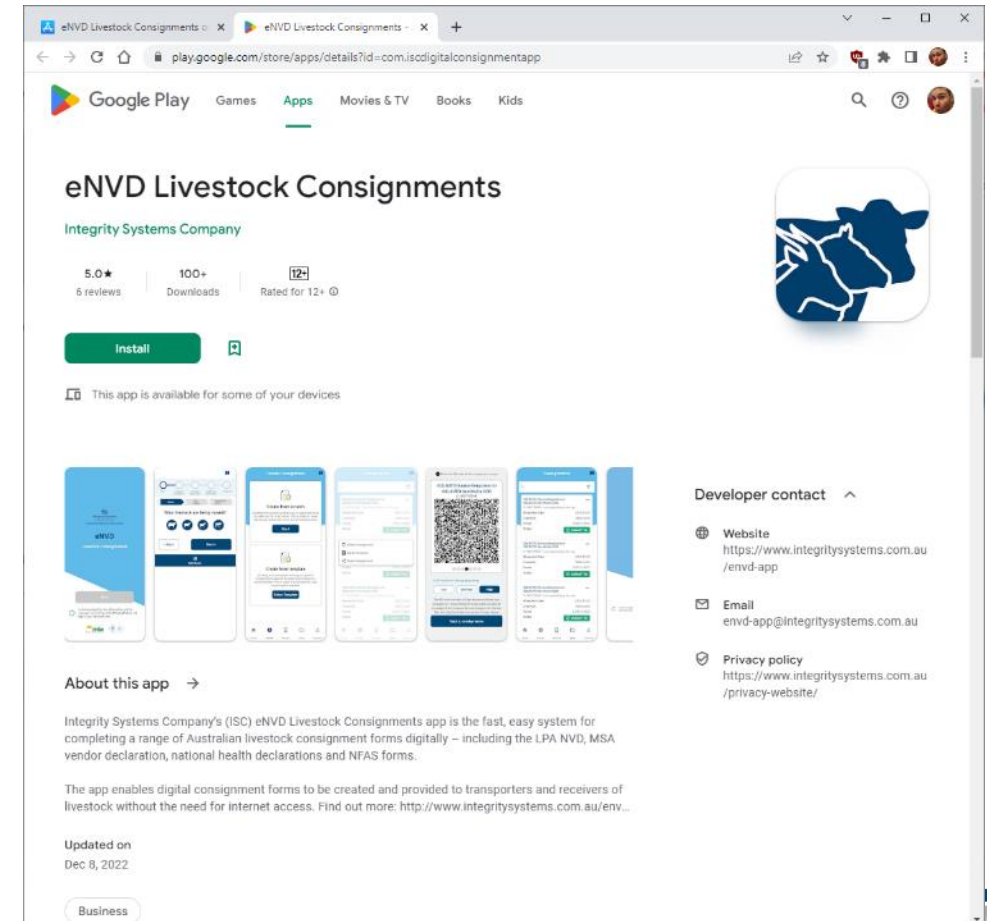 eNVD Livestock Consignments o
eNVD Livestock Consignments -
play.google.com/store/apps/details?id=com.iscdigitalconsignmentapp
Google Play Games Apps Movies & TV Books Kids
eNVD Livestock Consignments
Integrity Systems Company
5.0★ 100+ 12+
6 reviews Downloads Rated for 12+
Install
This app is available for some of your devices
eNVD
Create from template
Start
Select Template
Developer contact
Website
https://www.integritysystems.com.au
/envd-app
Email
envd-app@integritysystems.com.au
Privacy policy
https://www.integritysystems.com.au
/privacy-website/
About this app →
Integrity Systems Company's (ISC) eNVD Livestock Consignments app is the fast, easy system for
completing a range of Australian livestock consignment forms digitally – including the LPA NVD, MSA
vendor declaration, national health declarations and NFAS forms.
The app enables digital consignment forms to be created and provided to transporters and receivers of
livestock without the need for internet access. Find out more: http://www.integritysystems.com.au/env...
Updated on
Dec 8, 2022
Business